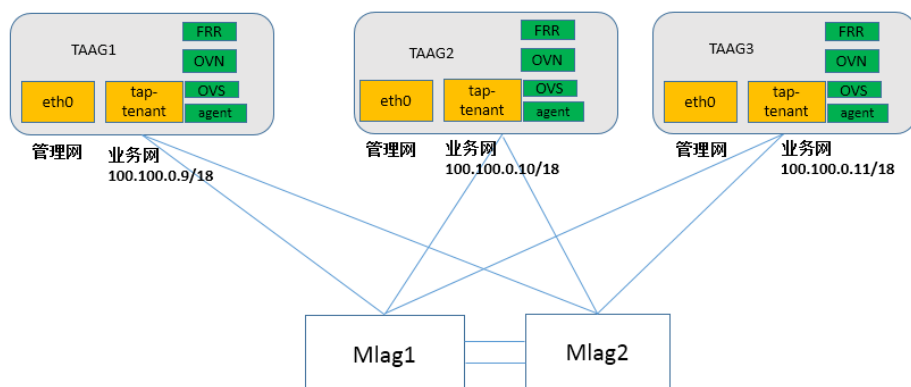 TAAG1
FRR
OVN
eth0
tap-
tenant
OVS
agent
管理网
业务网
100.100.0.9/18
TAAG2
FRR
OVN
eth0
tap-
tenant
OVS
agent
管理网
业务网
100.100.0.10/18
TAAG3
FRR
OVN
eth0
tap-
tenant
OVS
agent
管理网
业务网
100.100.0.11/18
Mlag1
Mlag2